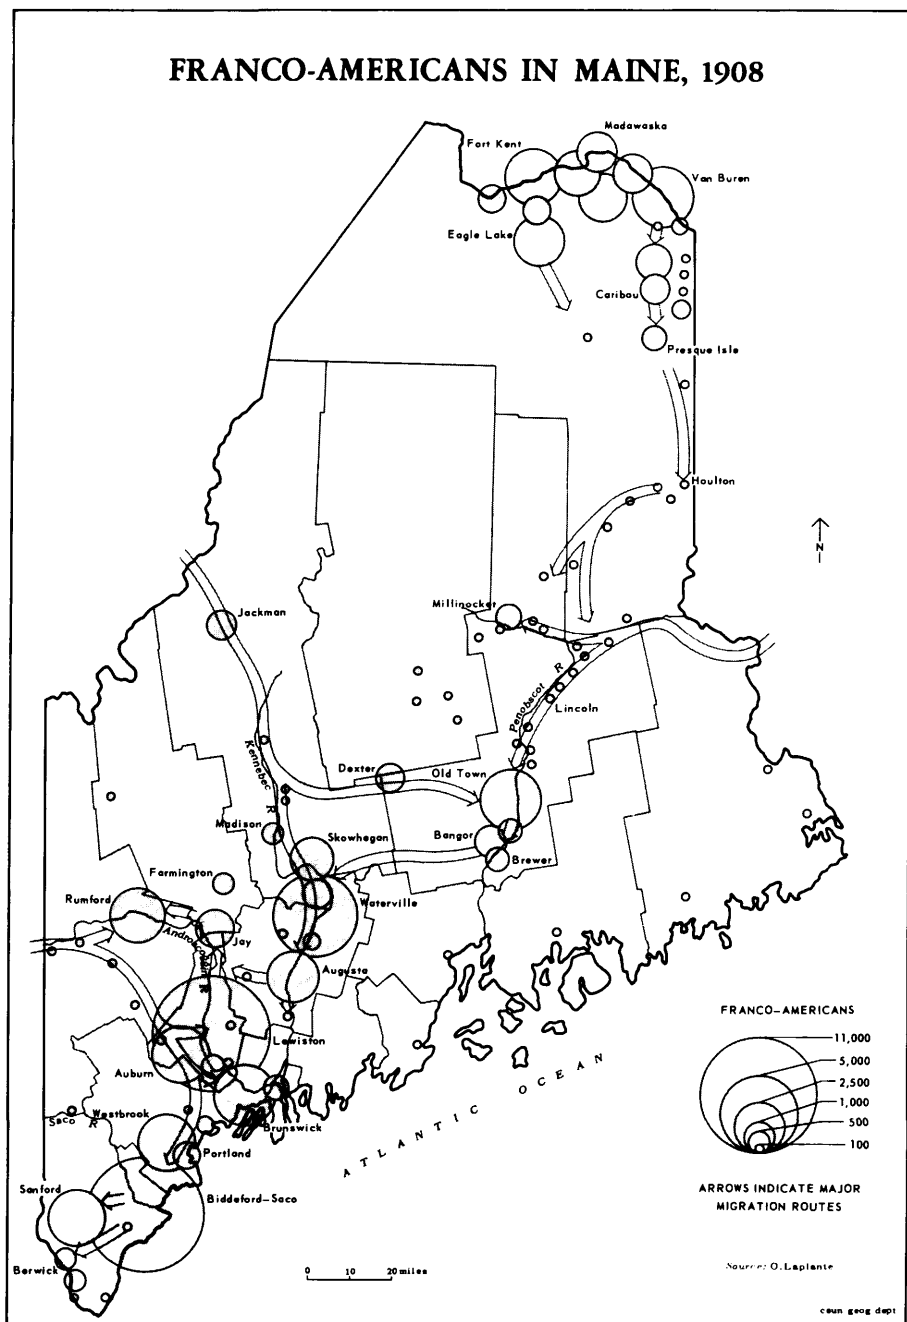 FRANCO-AMERICANS IN MAINE, 1908
Madawaska
Fort Kent
Van Buren
Eagle Lake
Caribou
Presque Isle
Houlton
N
Millinocket
Jackman
Penobscot R
Lincoln
Kennebec R
Dexter
Old Town
Madison
Skowhegan
Bangor
Brewer
Farmington
Rumford
Waterville
Androscoggin R
Jay
Augusta
Lewiston
Auburn
Saco R
Westbrook
Brunswick
Portland
Sanford
Biddeford-Saco
Berwick
ATLANTIC OCEAN
FRANCO-AMERICANS
11,000
5,000
2,500
1,000
500
100
ARROWS INDICATE MAJOR
MIGRATION ROUTES
0 10 20 miles
Source: O. Laplante
csun geog dept